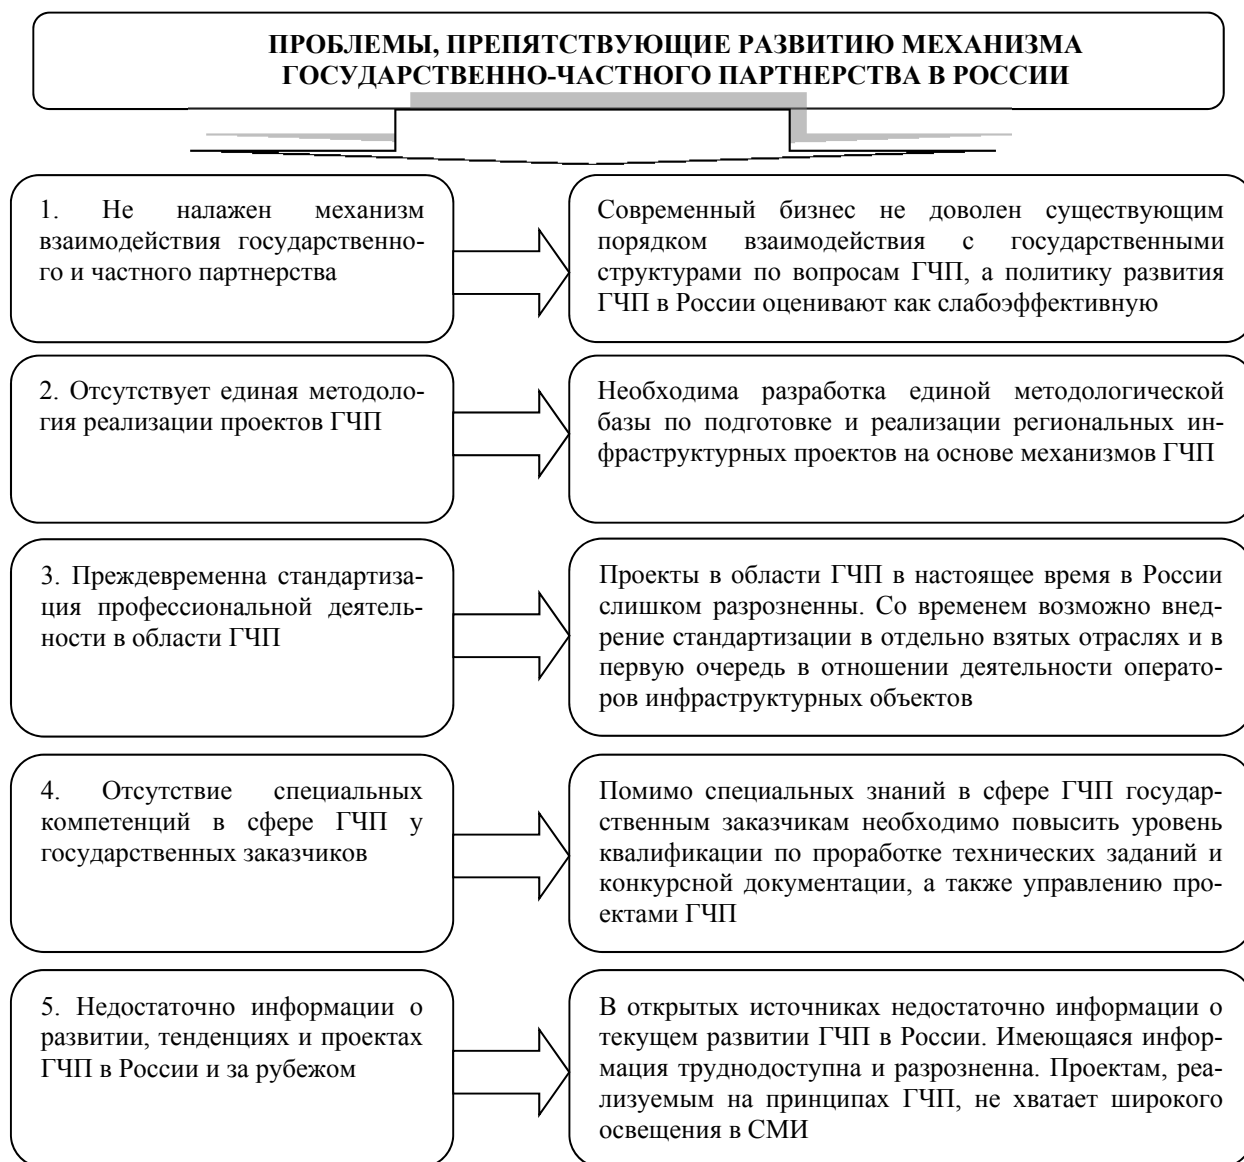 ПРОБЛЕМЫ, ПРЕПЯТСТВУЮЩИЕ РАЗВИТИЮ МЕХАНИЗМА
ГОСУДАРСТВЕННО-ЧАСТНОГО ПАРТНЕРСТВА В РОССИИ
1. Не налажен механизм
взаимодействия государственно-
го и частного партнерства
Современный бизнес не доволен существующим
порядком взаимодействия с государственными
структурами по вопросам ГЧП, а политику развития
ГЧП в России оценивают как слабоэффективную
2. Отсутствует единая методоло-
гия реализации проектов ГЧП
Необходима разработка единой методологической
базы по подготовке и реализации региональных ин-
фраструктурных проектов на основе механизмов ГЧП
3. Преждевременна стандартиза-
ция профессиональной деятель-
ности в области ГЧП
Проекты в области ГЧП в настоящее время в России
слишком разрозненны. Со временем возможно внед-
рение стандартизации в отдельно взятых отраслях и в
первую очередь в отношении деятельности операто-
ров инфраструктурных объектов
4. Отсутствие специальных
компетенций в сфере ГЧП у
государственных заказчиков
Помимо специальных знаний в сфере ГЧП государ-
ственным заказчикам необходимо повысить уровень
квалификации по проработке технических заданий и
конкурсной документации, а также управлению про-
ектами ГЧП
5. Недостаточно информации о
развитии, тенденциях и проектах
ГЧП в России и за рубежом
В открытых источниках недостаточно информации о
текущем развитии ГЧП в России. Имеющаяся инфор-
мация труднодоступна и разрозненна. Проектам, ре-
ализуемым на принципах ГЧП, не хватает широкого
освещения в СМИ